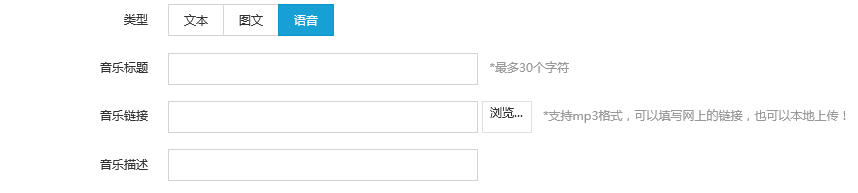 类型 文本 图文 语音
音乐标题 *最多30个字符
音乐链接 浏览... *支持mp3格式，可以填写网上的链接，也可以本地上传！
音乐描述